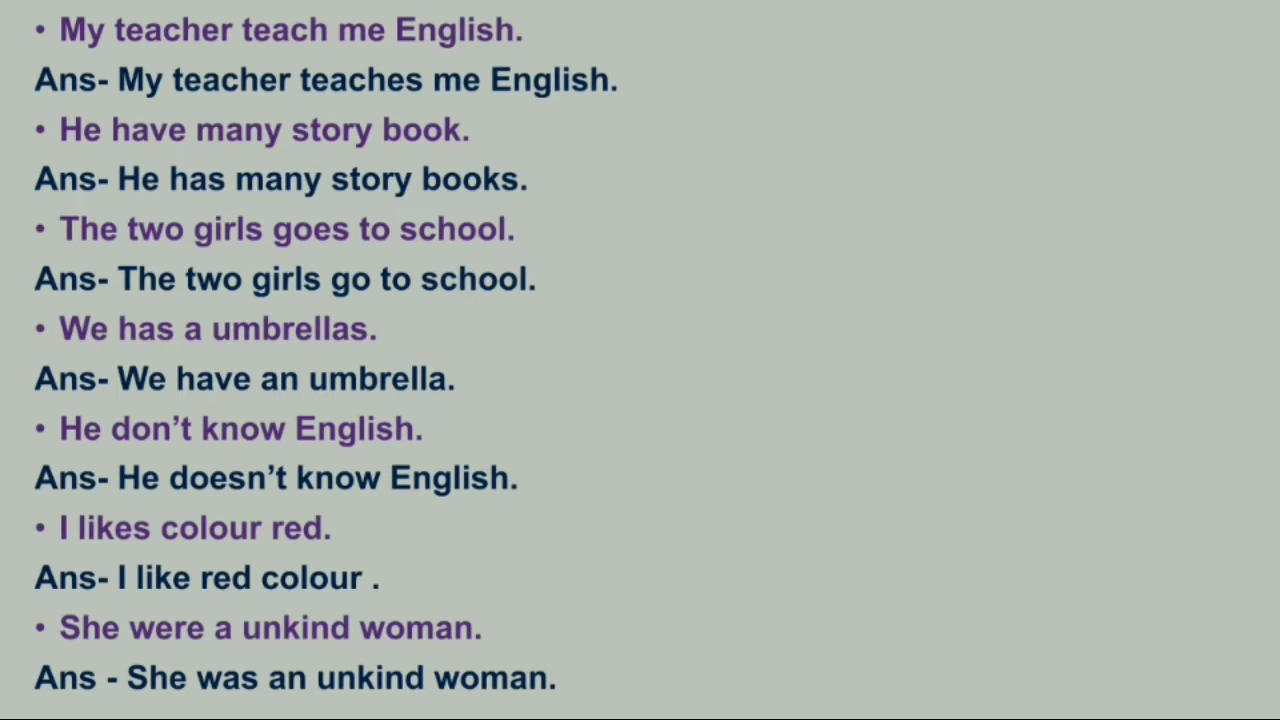 • My teacher teach me English.
Ans- My teacher teaches me English.
• He have many story book.
Ans- He has many story books.
• The two girls goes to school.
Ans- The two girls go to school.
• We has a umbrellas.
Ans- We have an umbrella.
• He don’t know English.
Ans- He doesn’t know English.
• I likes colour red.
Ans- I like red colour .
• She were a unkind woman.
Ans - She was an unkind woman.